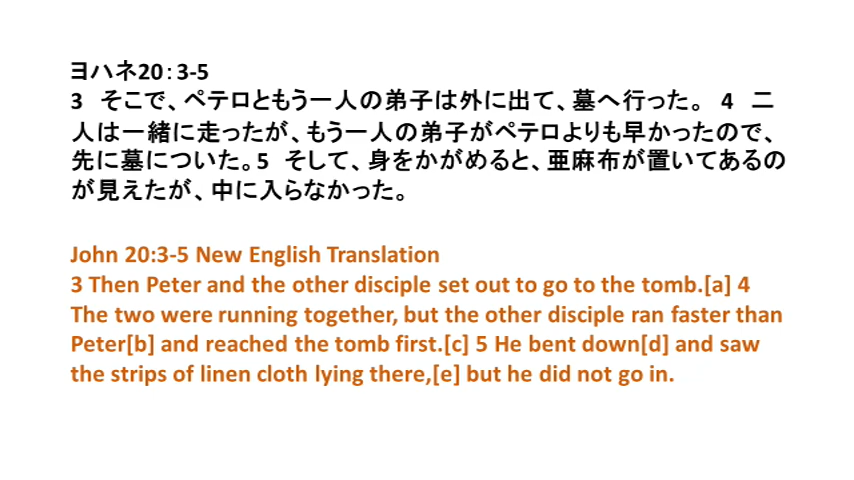 ヨハネ20：3-5
3　そこで、ペテロともう一人の弟子は外に出て、墓へ行った。　4　二
人は一緒に走ったが、もう一人の弟子がペテロよりも早かったので、
先に墓についた。5　そして、身をかがめると、亜麻布が置いてあるの
が見えたが、中に入らなかった。
John 20:3-5 New English Translation
3 Then Peter and the other disciple set out to go to the tomb.[a] 4
The two were running together, but the other disciple ran faster than
Peter[b] and reached the tomb first.[c] 5 He bent down[d] and saw
the strips of linen cloth lying there,[e] but he did not go in.